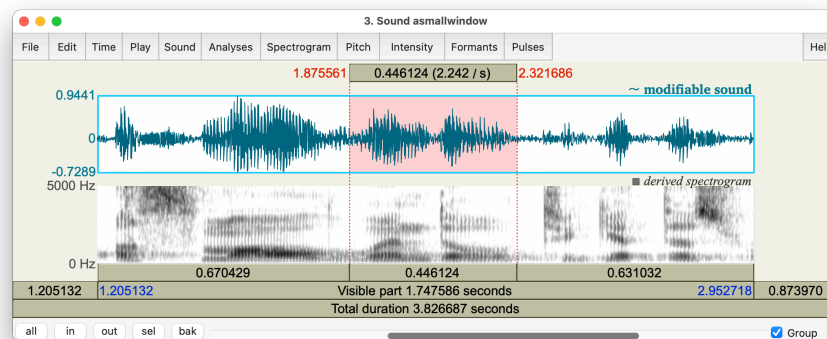 3. Sound asmallwindow
File Edit Time Play Sound Analyses Spectrogram Pitch Intensity Formants Pulses Hel
1.875561 0.446124 (2.242 / s) 2.321686
~ modifiable sound
0.9441
0
-0.7289
5000 Hz
■ derived spectrogram
0 Hz
0.670429 0.446124 0.631032
1.205132 1.205132 Visible part 1.747586 seconds 2.952718 0.873970
Total duration 3.826687 seconds
all in out sel bak Group